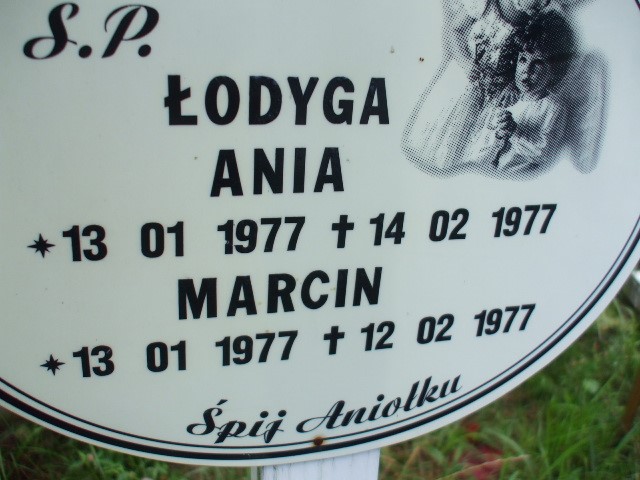 Ś.P.
ŁODYGA
ANIA
✴ 13 01 1977 ✝ 14 02 1977
MARCIN
✴ 13 01 1977 ✝ 12 02 1977
Śpij Aniołku